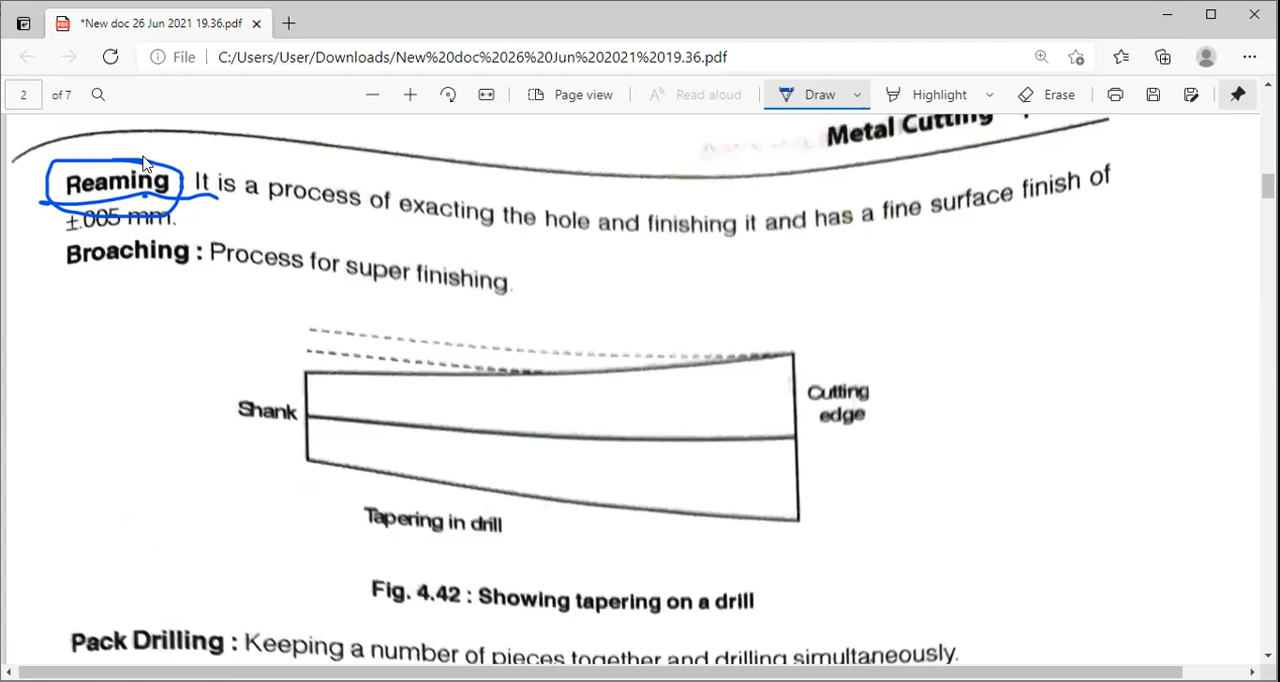 *New doc 26 Jun 2021 19.36.pdf
File
C:/Users/User/Downloads/New%20doc%2026%20Jun%202021%2019.36.pdf
2 of 7
Page view
Read aloud
Draw
Highlight
Erase
Metal Cutting
Reaming It is a process of exacting the hole and finishing it and has a fine surface finish of
±.005 mm.
Broaching : Process for super finishing.
Shank
Cutting
edge
Tapering in drill
Fig. 4.42 : Showing tapering on a drill
Pack Drilling : Keeping a number of pieces together and drilling simultaneously.